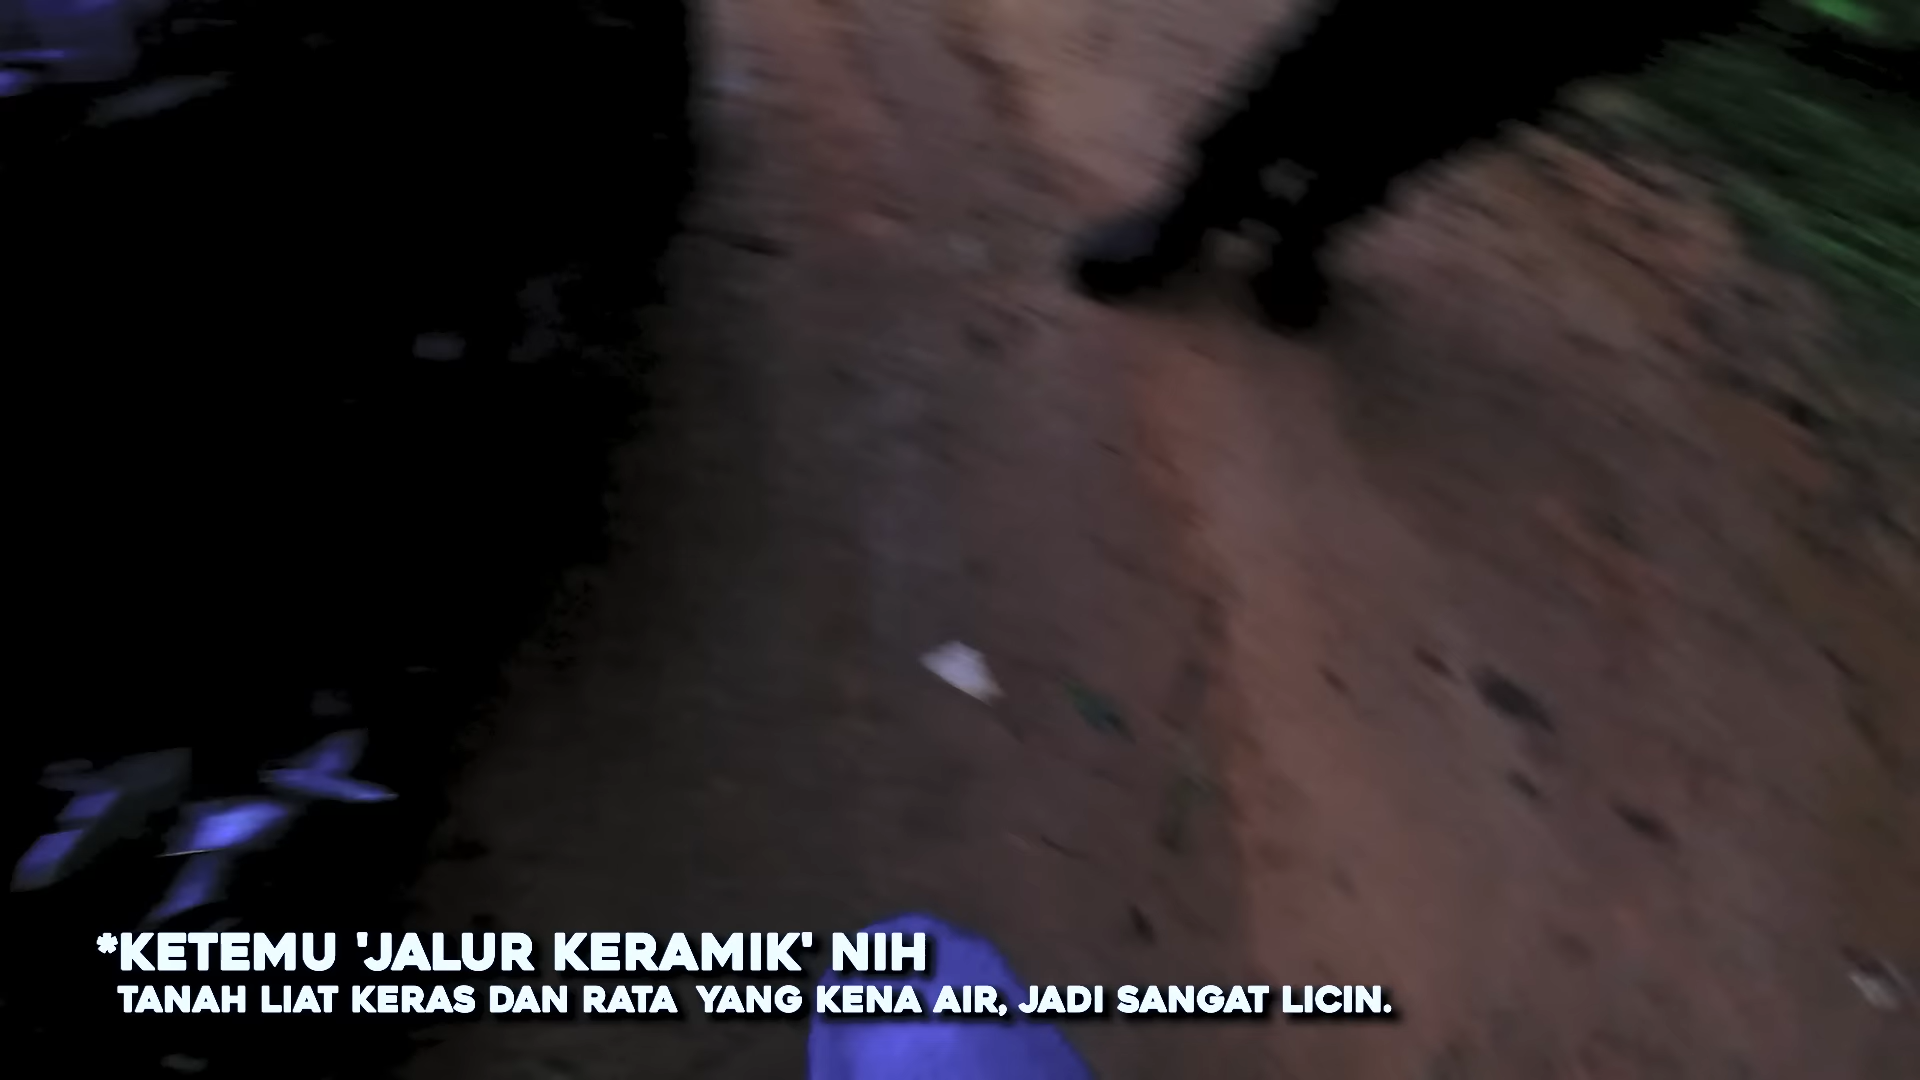 *KETEMU 'JALUR KERAMIK' NIH
TANAH LIAT KERAS DAN RATA YANG KENA AIR, JADI SANGAT LICIN.